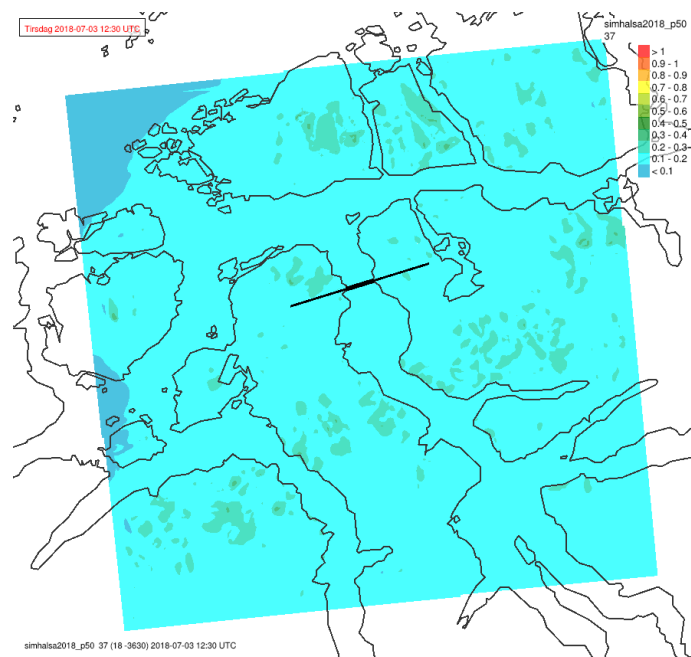 Tirsdag 2018-07-03 12:30 UTC
simhalsa2018_p50
37
> 1
0.9 - 1
0.8 - 0.9
0.7 - 0.8
0.6 - 0.7
0.5 - 0.6
0.4 - 0.5
0.3 - 0.4
0.2 - 0.3
0.1 - 0.2
< 0.1
simhalsa2018_p50 37 (18 -3630) 2018-07-03 12:30 UTC